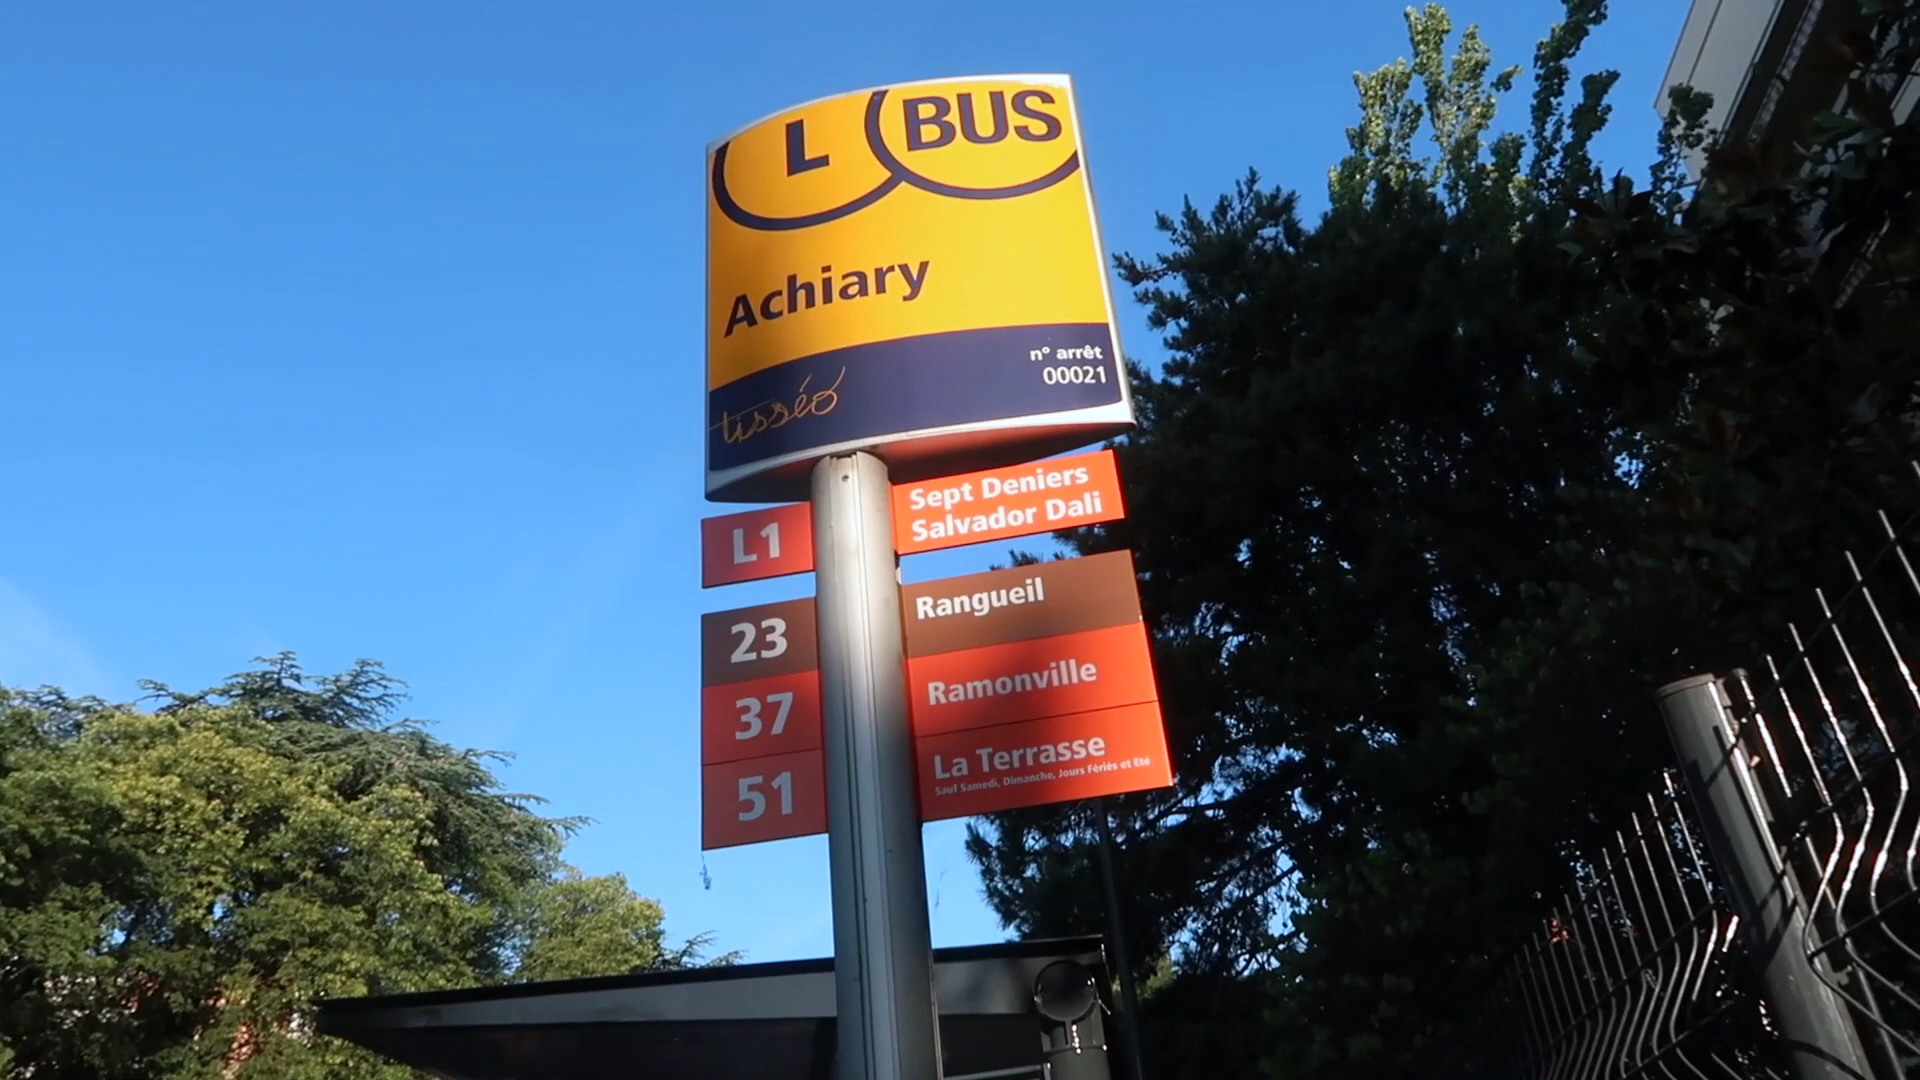 L BUS
Achiary
n° arrêt
00021
tisséo
L1 Sept Deniers
Salvador Dali
23 Rangueil
37 Ramonville
51 La Terrasse
Sauf Samedi, Dimanche, Jours Fériés et Eté